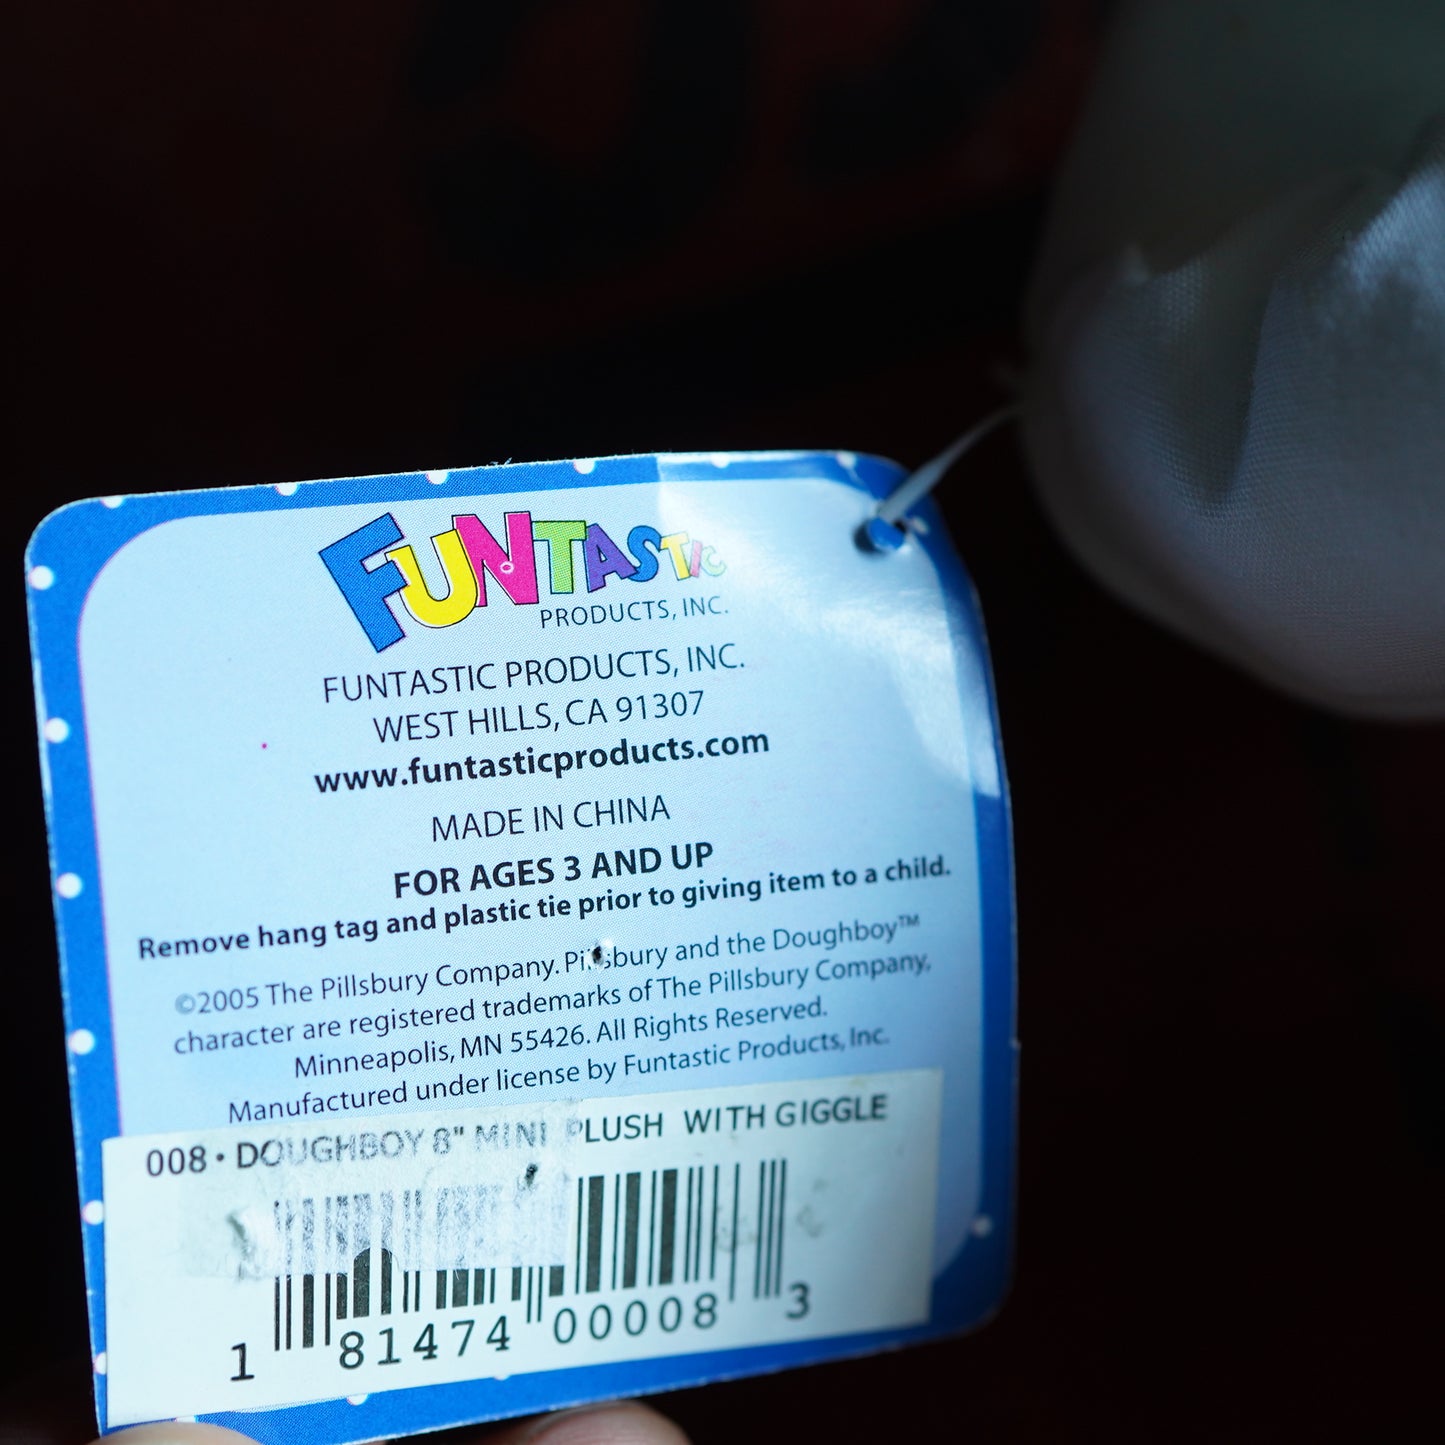 FUNTASTIC
PRODUCTS, INC.
FUNTASTIC PRODUCTS, INC.
WEST HILLS, CA 91307
www.funtasticproducts.com
MADE IN CHINA
FOR AGES 3 AND UP
Remove hang tag and plastic tie prior to giving item to a child.
©2005 The Pillsbury Company. Pillsbury and the Doughboy™
character are registered trademarks of The Pillsbury Company,
Minneapolis, MN 55426. All Rights Reserved.
Manufactured under license by Funtastic Products, Inc.
008 • DOUGHBOY 8" MINI PLUSH WITH GIGGLE
1 81474 00008 3